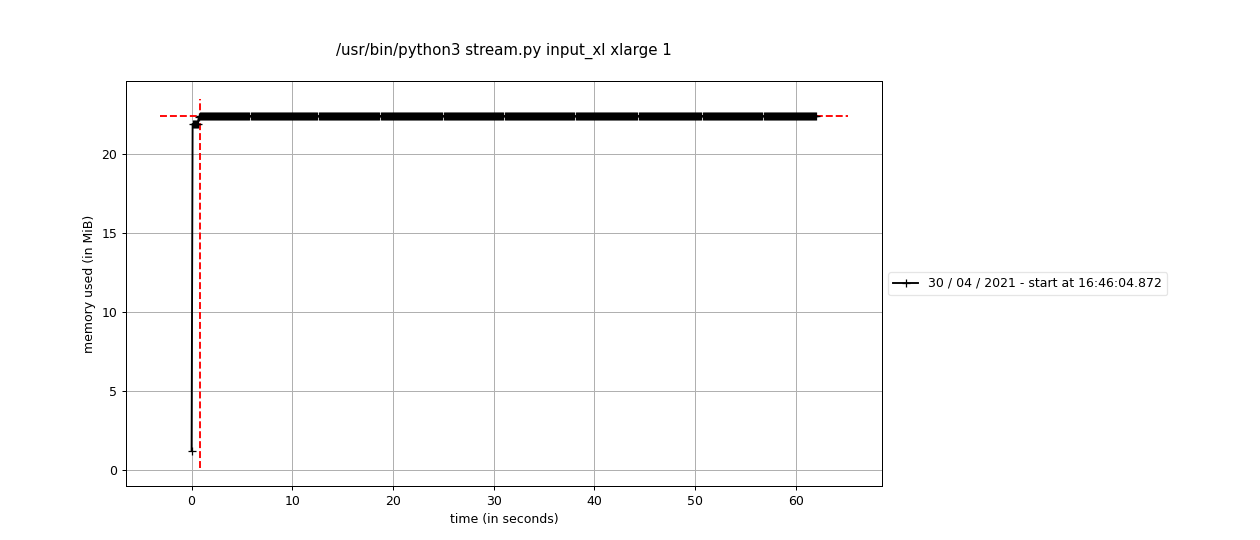 /usr/bin/python3 stream.py input_xl xlarge 1
memory used (in MiB)
20
15
10
5
0
0 10 20 30 40 50 60
time (in seconds)
30 / 04 / 2021 - start at 16:46:04.872